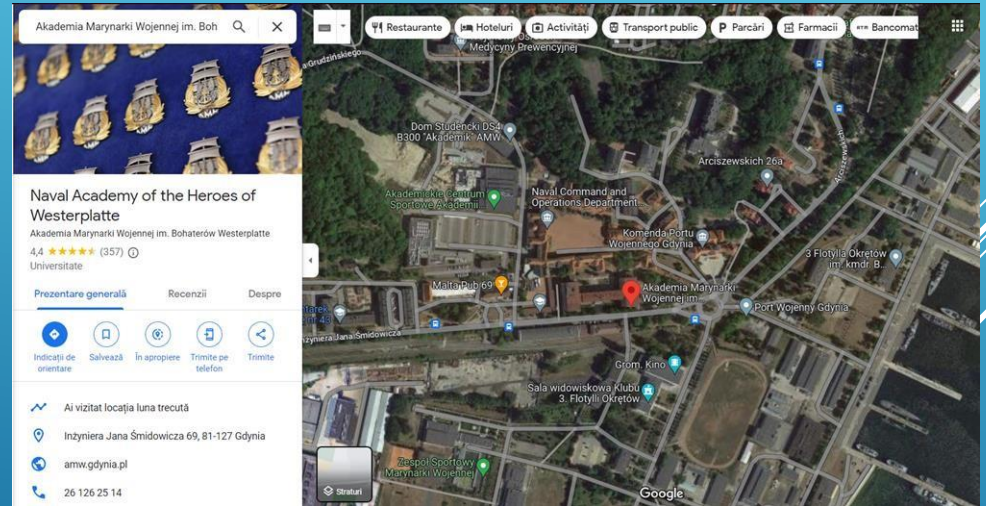 Akademia Marynarki Wojennej im. Boh
Naval Academy of the Heroes of
Westerplatte
Akademia Marynarki Wojennej im. Bohaterów Westerplatte
4,4 (357)
Universitate
Prezentare generală
Recenzii
Despre
Indicații de
orientare
Salvează
În apropiere
Trimite pe
telefon
Trimite
Ai vizitat locația luna trecută
Inżyniera Jana Śmidowicza 69, 81-127 Gdynia
amw.gdynia.pl
26 126 25 14
Restaurante
Hoteluri
Activități
Transport public
Parcări
Farmacii
Bancomat
Medycyny Prewencyjnej
Dom Studencki DS4
B300 "Akademik" AMW
Arciszewskich 26a
Arciszewskich
Akademickie Centrum
Sportowe Akademii...
Naval Command and
Operations Department
Komenda Portu
Wojennego Gdynia
3 Flotylla Okrętów
im. kmdr. B...
Malta Pub 69
Akademia Marynarki
Wojennej im...
Port Wojenny Gdynia
Grom. Kino
Sala widowiskowa Klubu
3. Flotylli Okrętów
Zespół Sportowy
Marynarki Wojennej
Straturi
Google